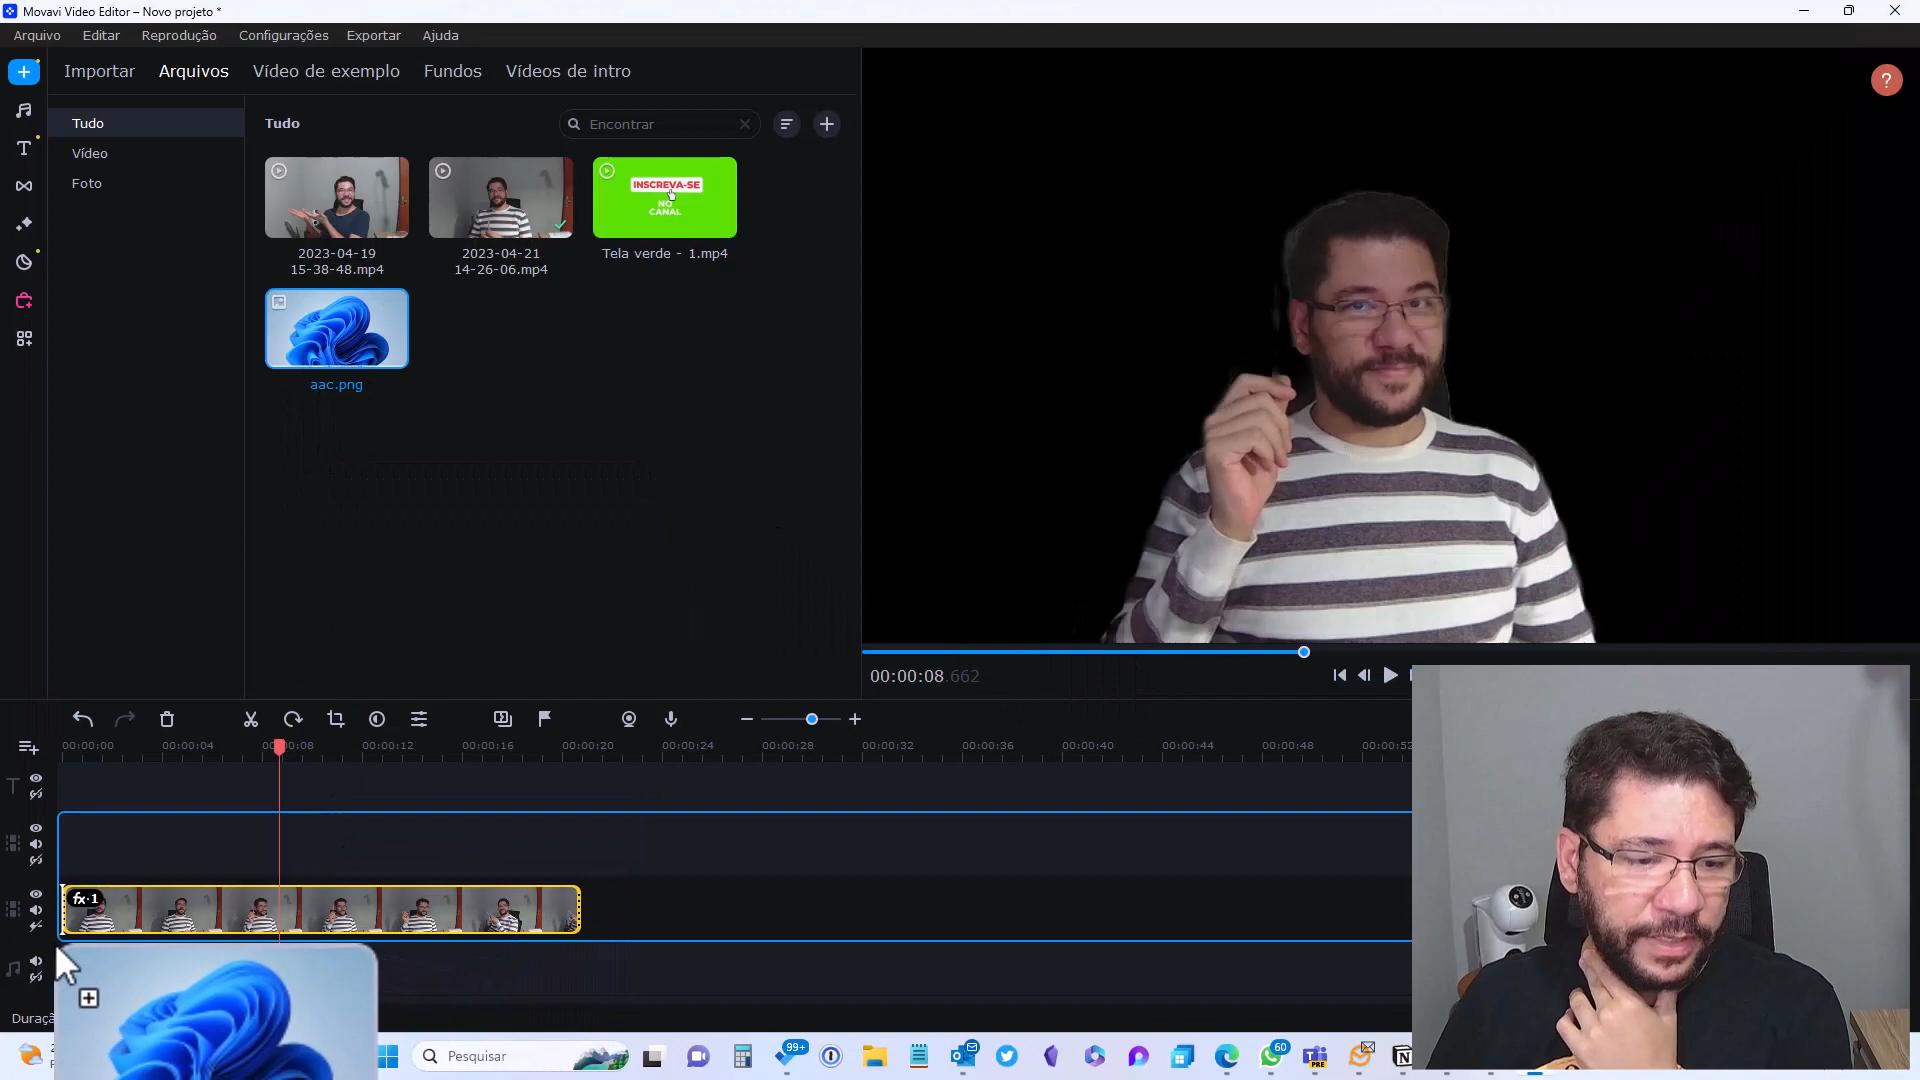 Movavi Video Editor – Novo projeto *
Arquivo Editar Reprodução Configurações Exportar Ajuda
Importar Arquivos Vídeo de exemplo Fundos Vídeos de intro
Tudo
Vídeo
Foto
Tudo
Encontrar
INSCREVA-SE
NO
CANAL
2023-04-19
15-38-48.mp4
2023-04-21
14-26-06.mp4
Tela verde - 1.mp4
aac.png
?
00:00:08.662
00:00:00 00:00:04 00:00:08 00:00:12 00:00:16 00:00:20 00:00:24 00:00:28 00:00:32 00:00:36 00:00:40 00:00:44 00:00:48 00:00:52
T
fx·1
Pesquisar
99+
60
PRE